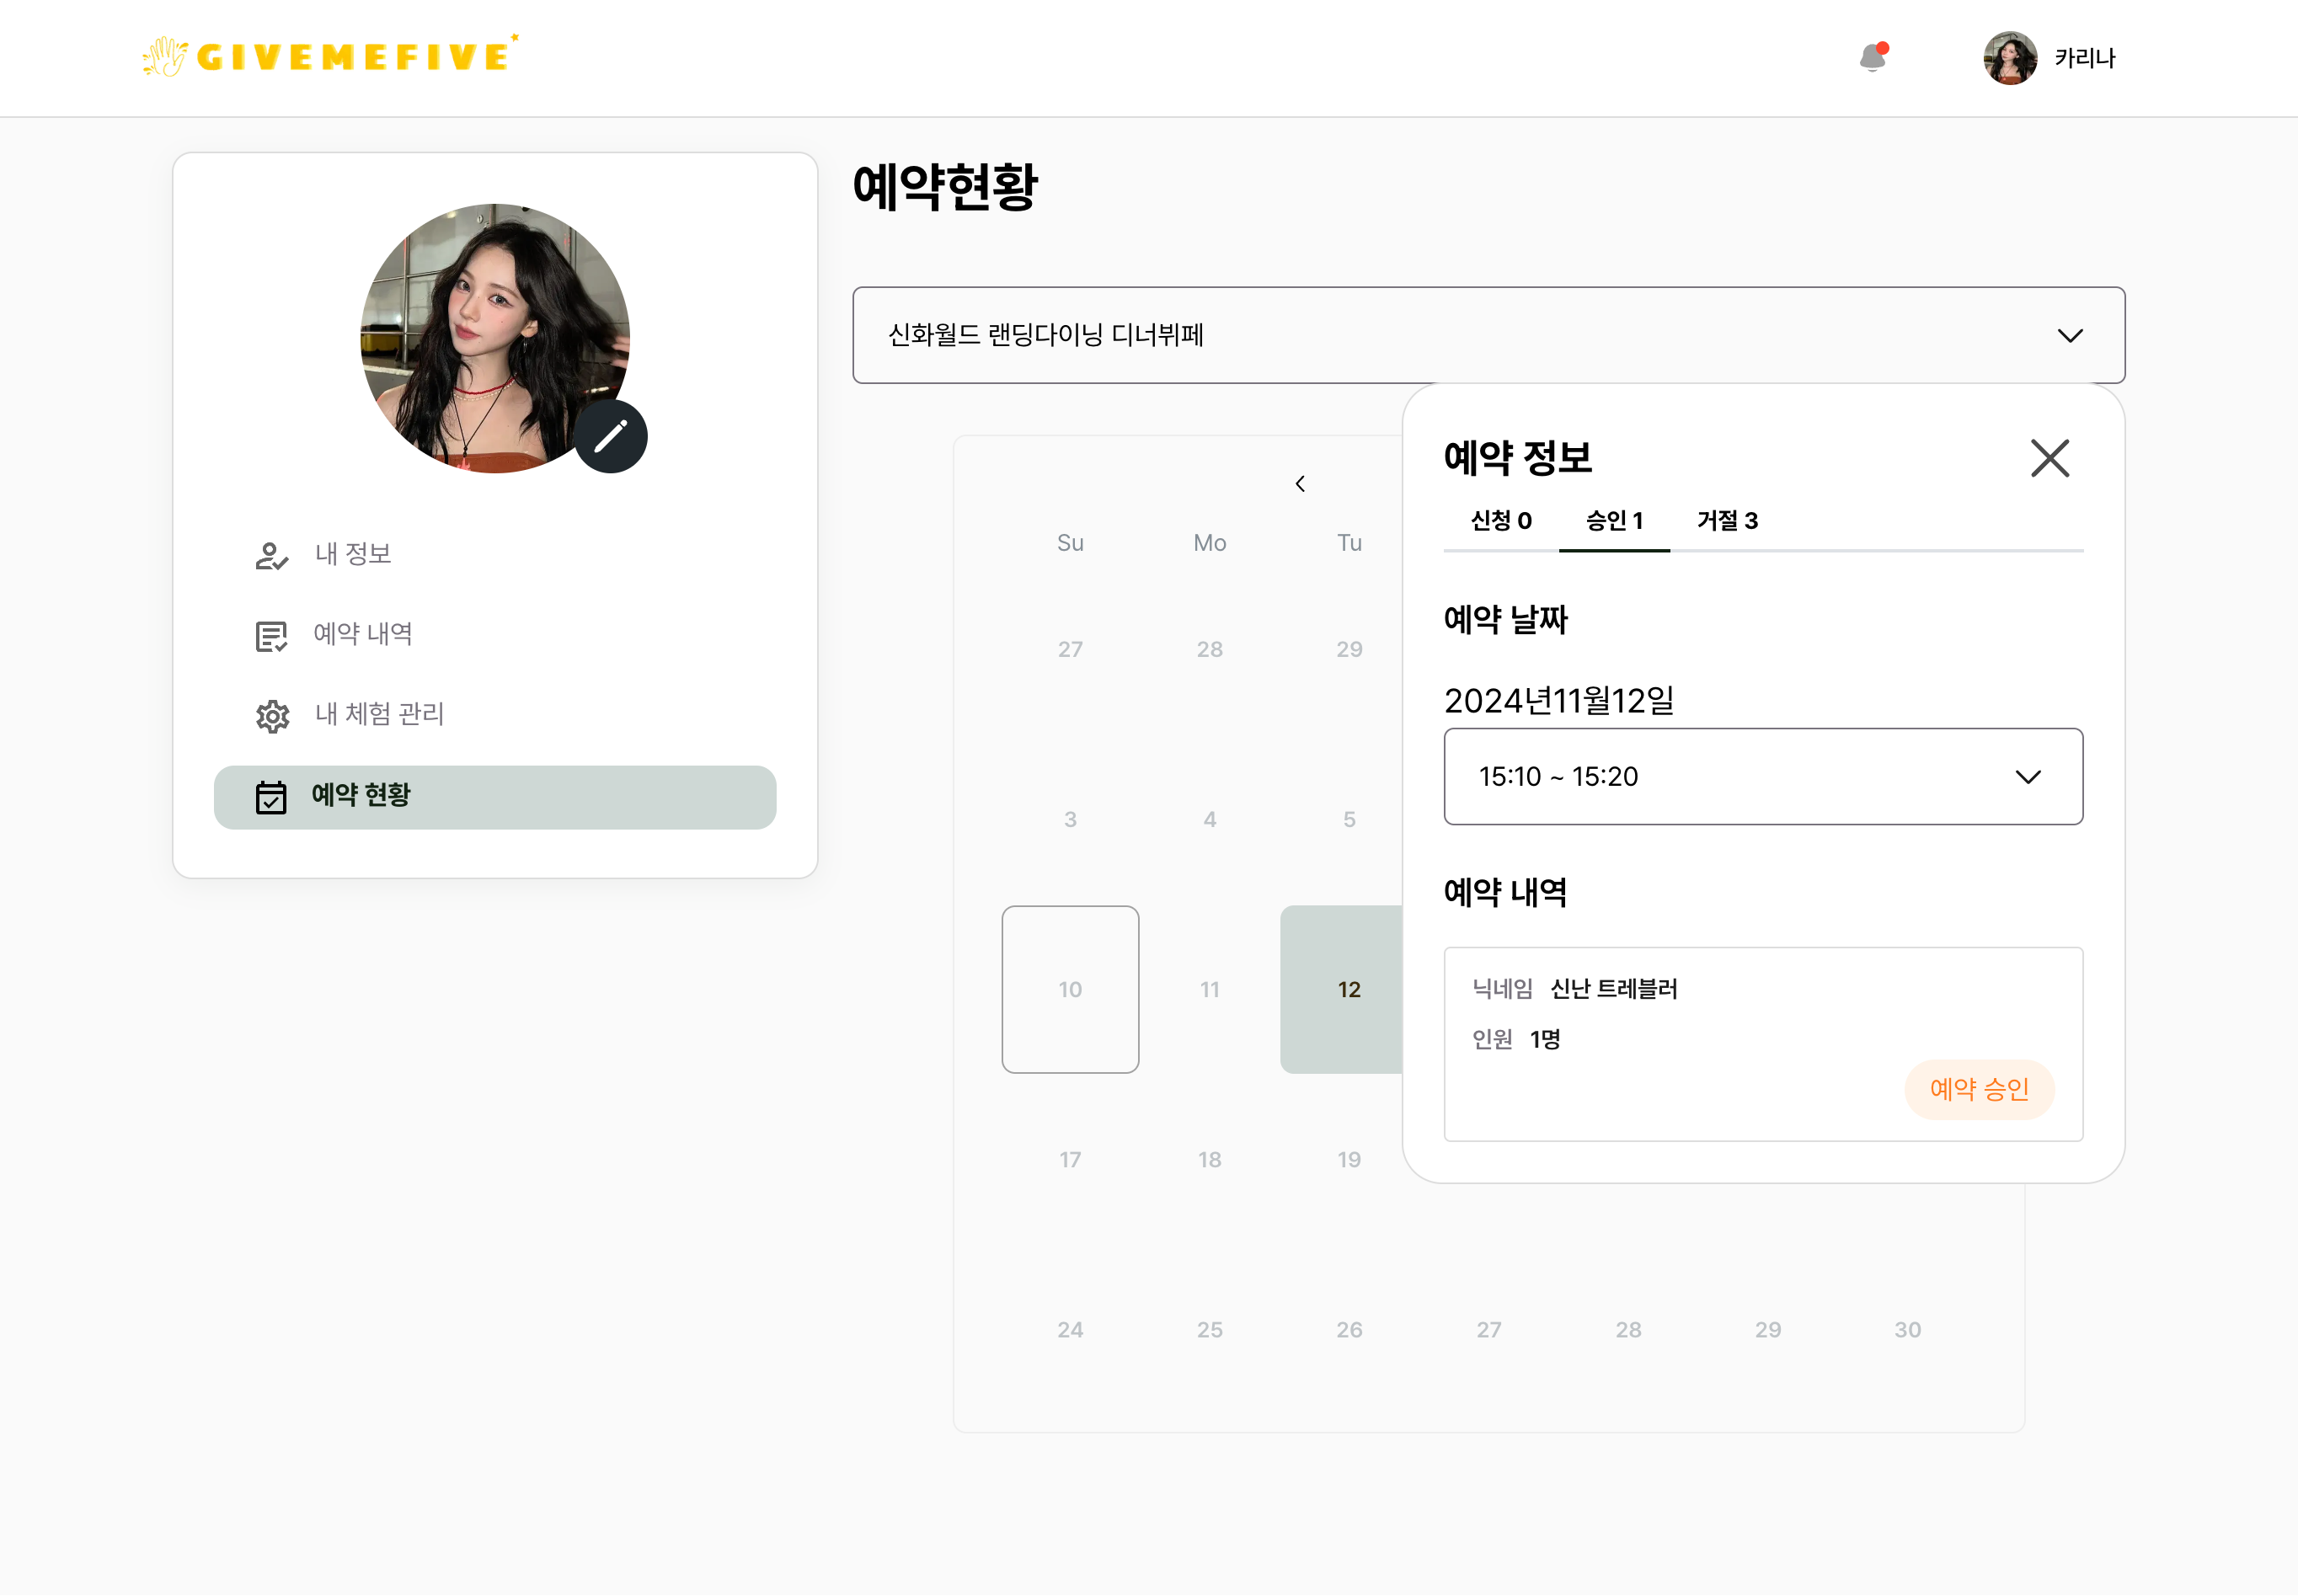 GIVEMEFIVE
카리나
내 정보
예약 내역
내 체험 관리
예약 현황
예약현황
신화월드 랜딩다이닝 디너뷔페
Su Mo Tu
27 28 29
3 4 5
10 11 12
17 18 19
24 25 26 27 28 29 30
예약 정보
신청 0 승인 1 거절 3
예약 날짜
2024년11월12일
15:10 ~ 15:20
예약 내역
닉네임 신난 트레블러
인원 1명
예약 승인